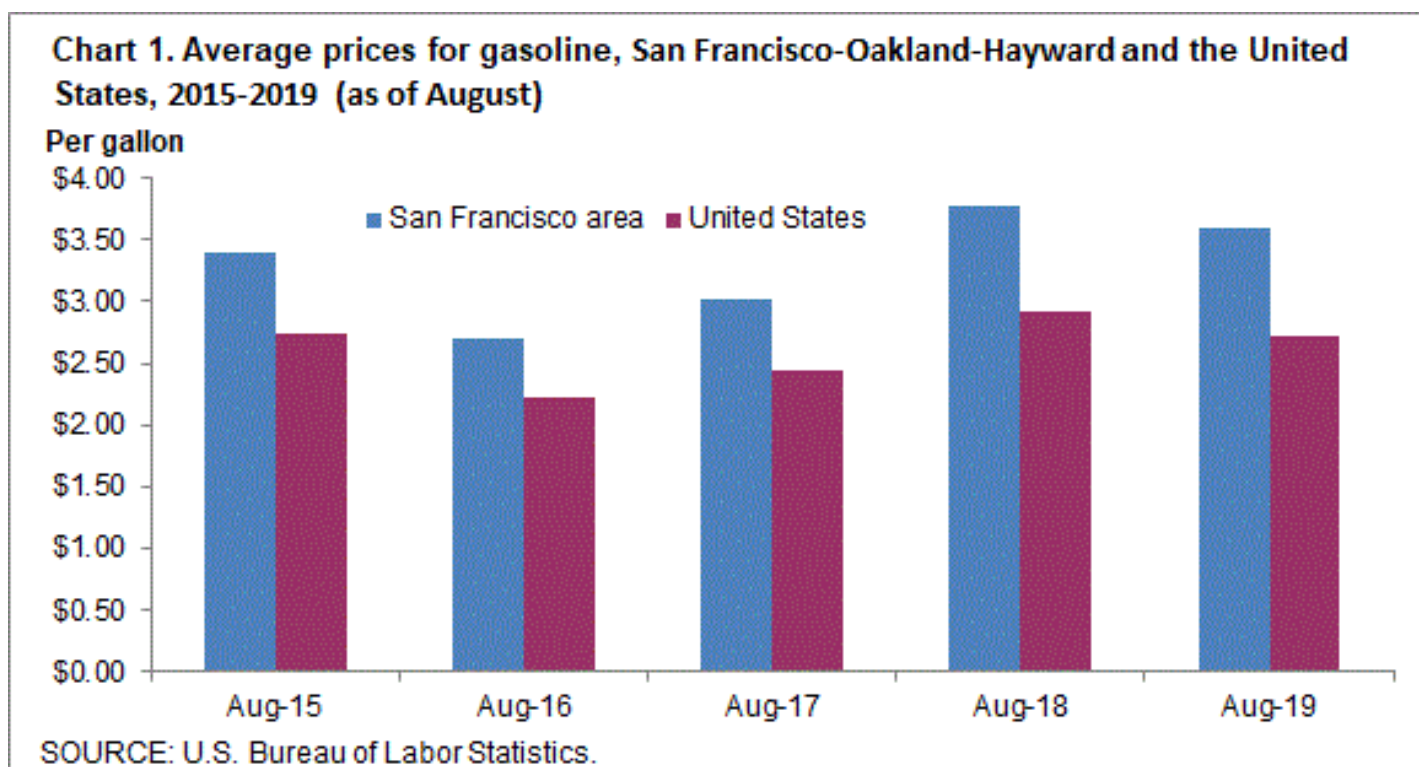 Chart 1. Average prices for gasoline, San Francisco-Oakland-Hayward and the United
States, 2015-2019 (as of August)
Per gallon
$4.00
San Francisco area
United States
$3.50
$3.00
$2.50
$2.00
$1.50
$1.00
$0.50
$0.00
Aug-15
Aug-16
Aug-17
Aug-18
Aug-19
SOURCE: U.S. Bureau of Labor Statistics.